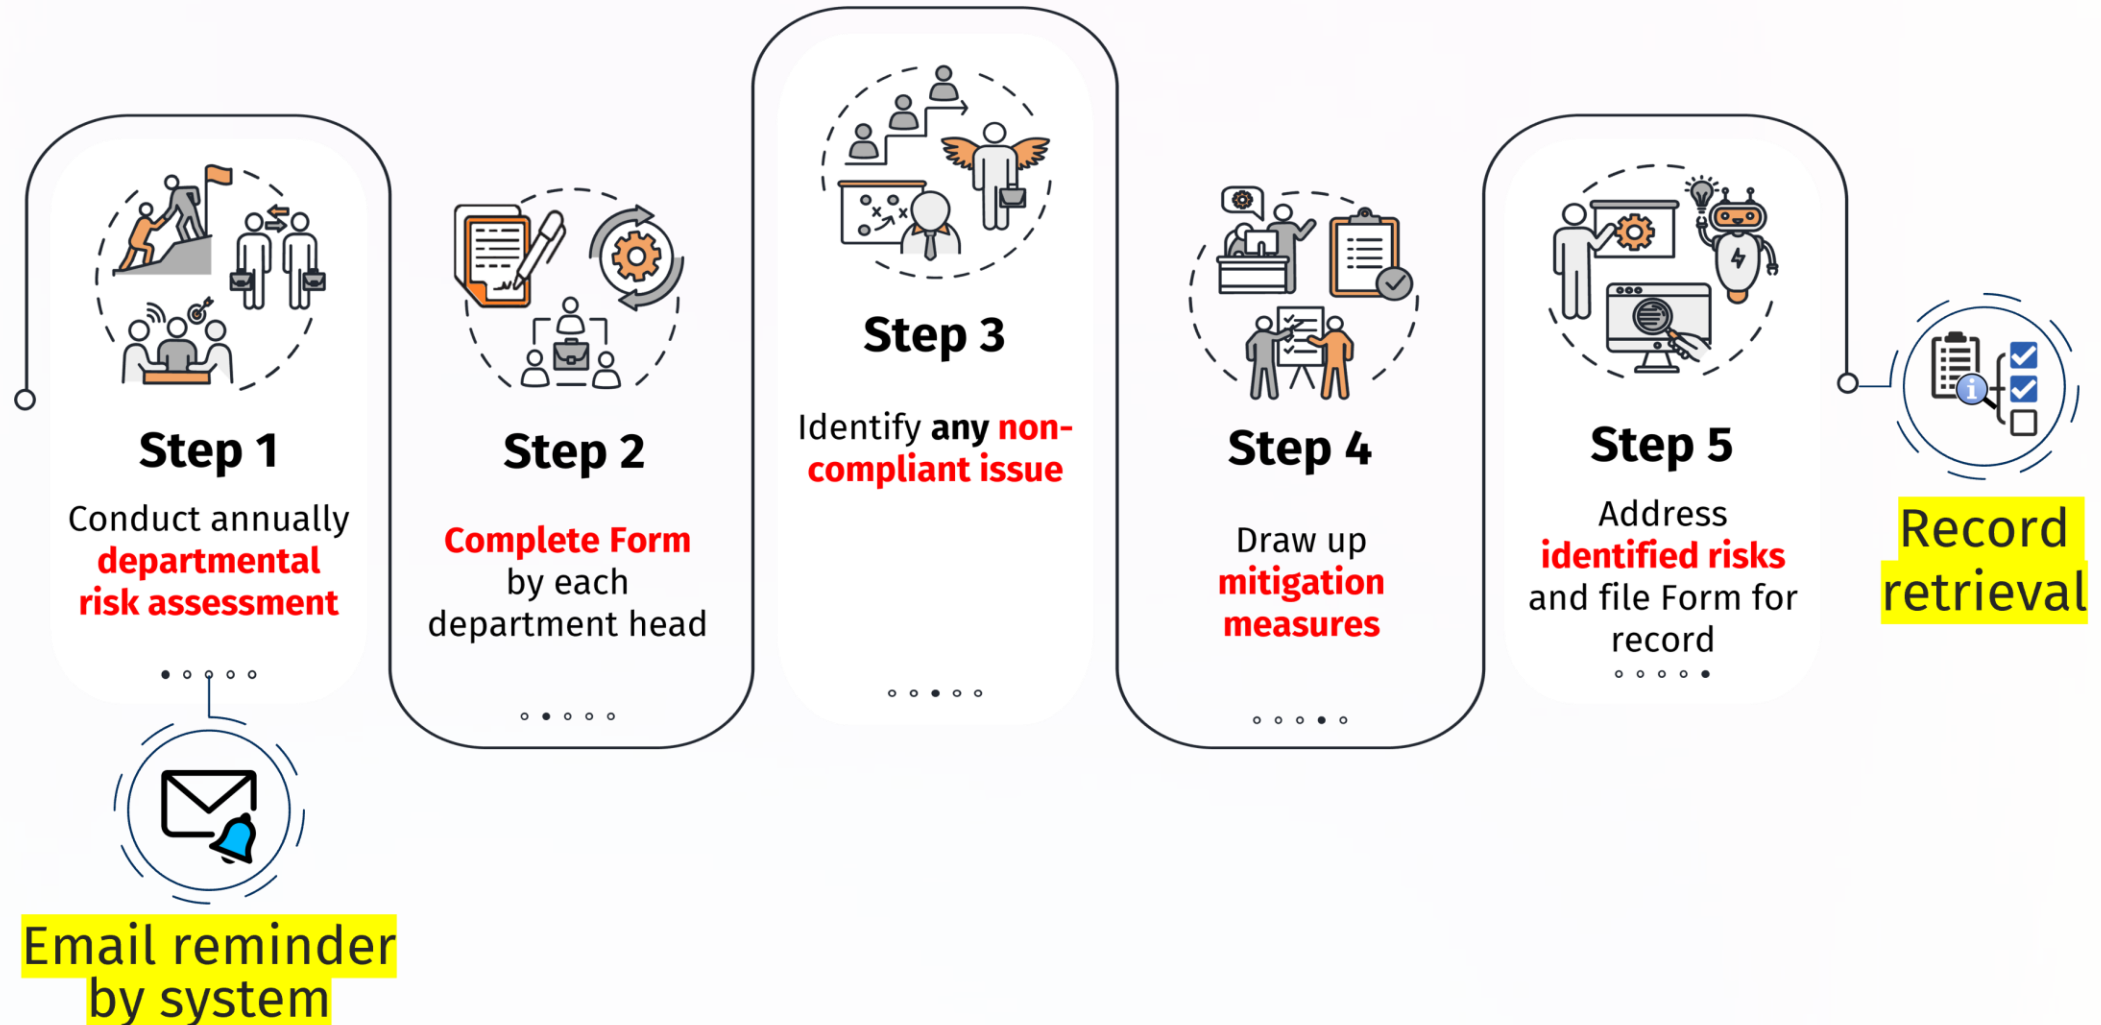 Step 1
Conduct annually
departmental
risk assessment
Email reminder
by system
Step 2
Complete Form
by each
department head
Step 3
Identify any non-
compliant issue
Step 4
Draw up
mitigation
measures
Step 5
Address
identified risks
and file Form for
record
Record
retrieval